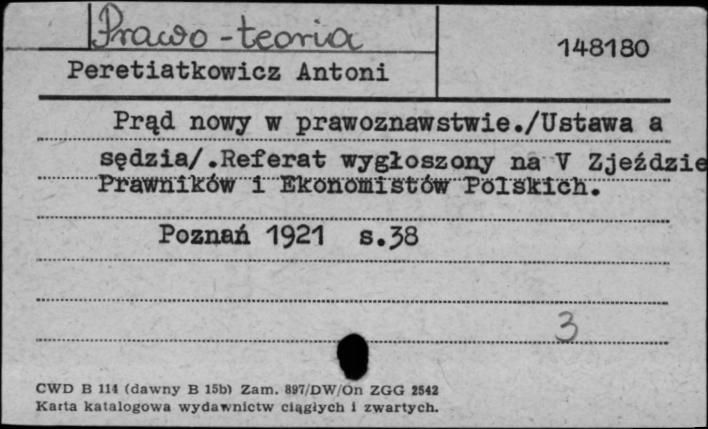 Prawo-teoria
148180
Peretiatkowicz Antoni
Prąd nowy w prawoznawstwie./Ustawa a
sędzia/.Referat wygłoszony na V Zjeździe
Prawników i Ekonomistów Polskich.
Poznań 1921 s.38
3
CWD B 114 (dawny B 15b) Zam. 897/DW/On ZGG 2542
Karta katalogowa wydawnictw ciągłych i zwartych.